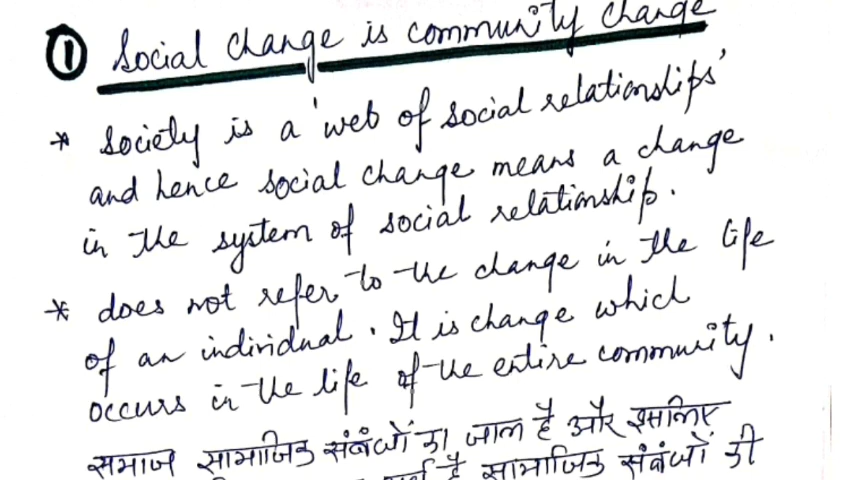 ① Social change is community change
* Society is a 'web of social relationships'
and hence social change means a change
in the system of social relationship.
* does not refer to the change in the life
of an individual. It is change which
occurs in the life of the entire community.
समाज सामाजिक संबंधों का जाल है और इसलिए
अर्थ है सामाजिक संबंधों की